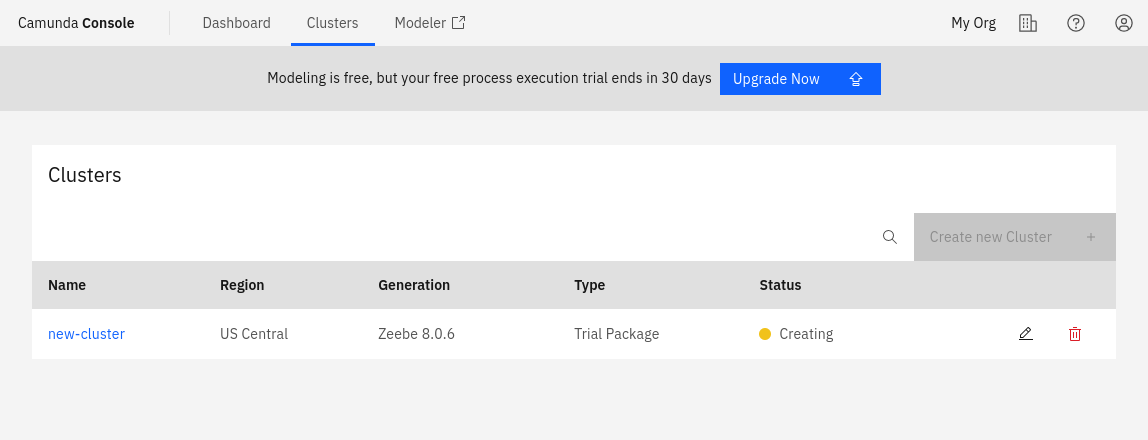 Camunda Console Dashboard Clusters Modeler My Org
Modeling is free, but your free process execution trial ends in 30 days Upgrade Now
Clusters
Create new Cluster +
Name Region Generation Type Status
new-cluster US Central Zeebe 8.0.6 Trial Package Creating